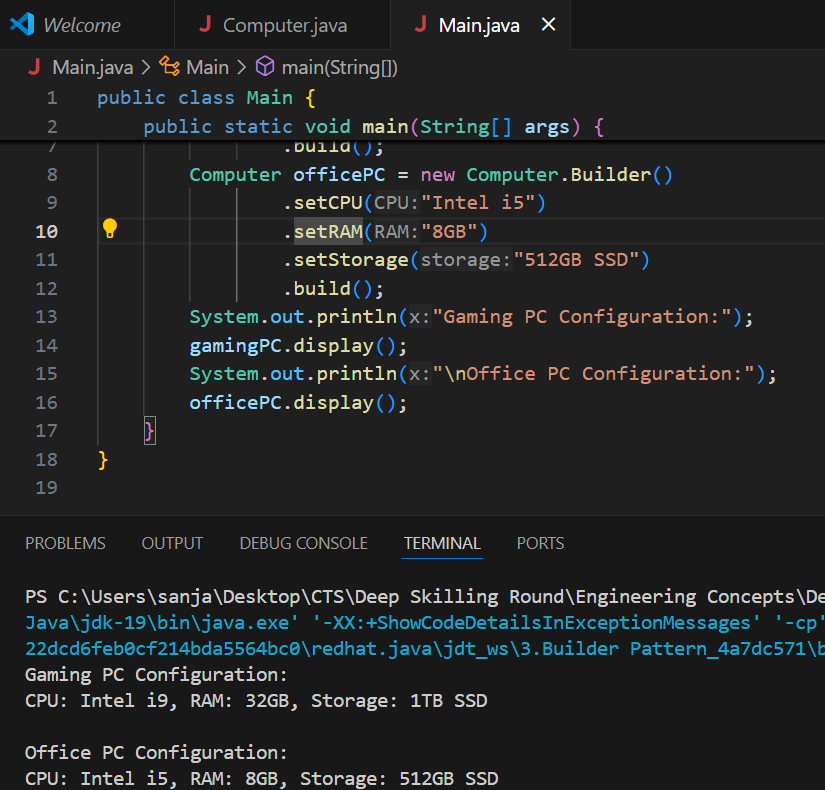 Welcome
Computer.java
Main.java
Main.java > Main > main(String[])
1 public class Main {
2 public static void main(String[] args) {
7 .build();
8 Computer officePC = new Computer.Builder()
9 .setCPU(CPU:"Intel i5")
10 .setRAM(RAM:"8GB")
11 .setStorage(storage:"512GB SSD")
12 .build();
13 System.out.println(x:"Gaming PC Configuration:");
14 gamingPC.display();
15 System.out.println(x:"\nOffice PC Configuration:");
16 officePC.display();
17 }
18 }
19
PROBLEMS OUTPUT DEBUG CONSOLE TERMINAL PORTS
PS C:\Users\sanja\Desktop\CTS\Deep Skilling Round\Engineering Concepts\De
Java\jdk-19\bin\java.exe' '-XX:+ShowCodeDetailsInExceptionMessages' '-cp'
22dcd6feb0cf214bda5564bc0\redhat.java\jdt_ws\3.Builder Pattern_4a7dc571\b
Gaming PC Configuration:
CPU: Intel i9, RAM: 32GB, Storage: 1TB SSD
Office PC Configuration:
CPU: Intel i5, RAM: 8GB, Storage: 512GB SSD